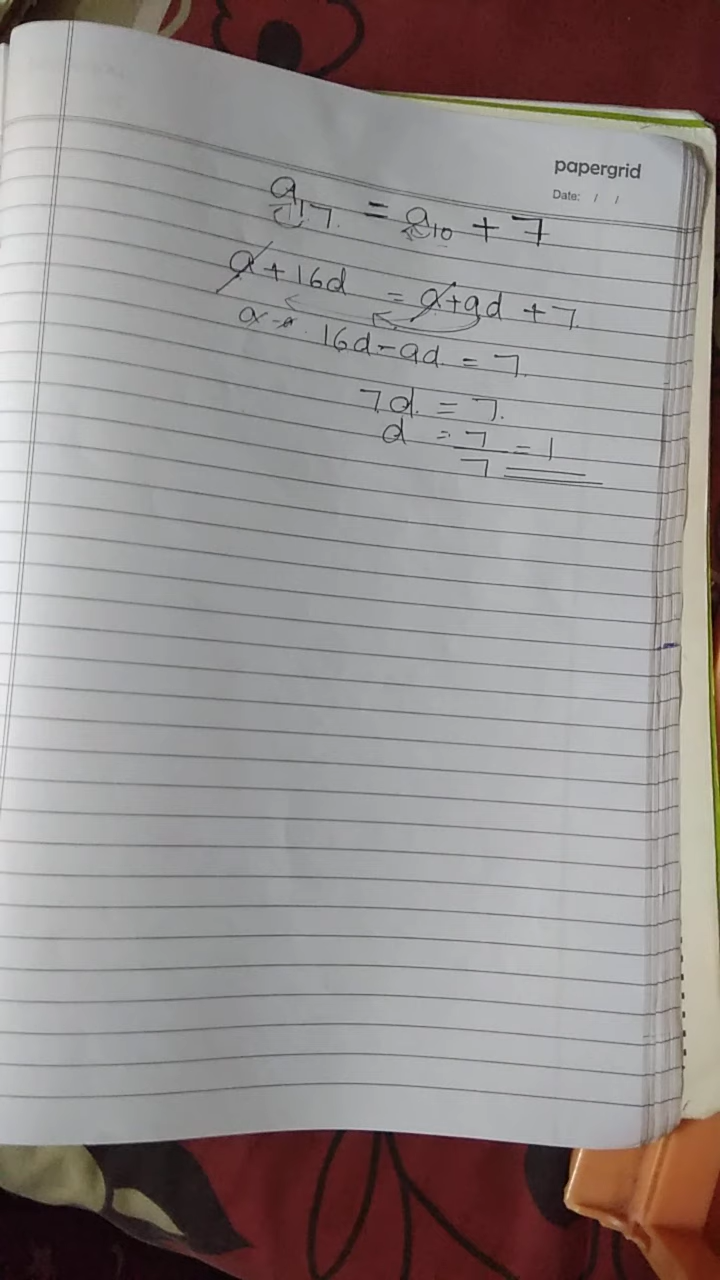 papergrid
Date: / /
a17 = a10 + 7
a + 16d = a + 9d + 7
16d - 9d = 7
7d = 7
d = 7/7 = 1